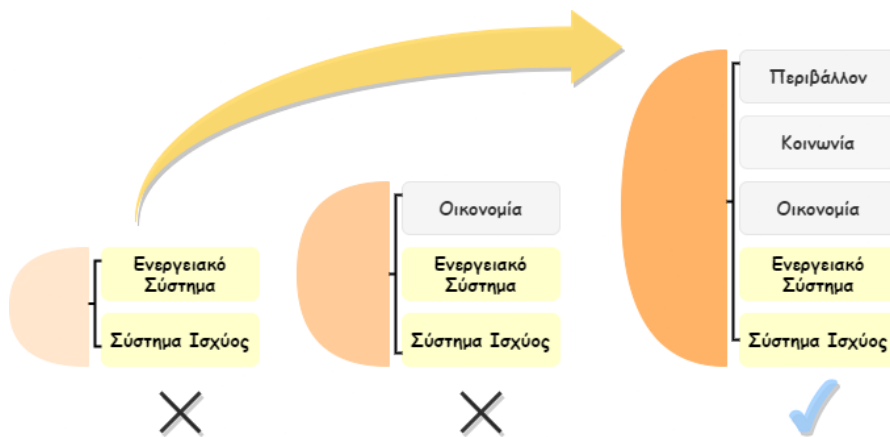 Ενεργειακό
Σύστημα
Σύστημα Ισχύος
Οικονομία
Ενεργειακό
Σύστημα
Σύστημα Ισχύος
Περιβάλλον
Κοινωνία
Οικονομία
Ενεργειακό
Σύστημα
Σύστημα Ισχύος